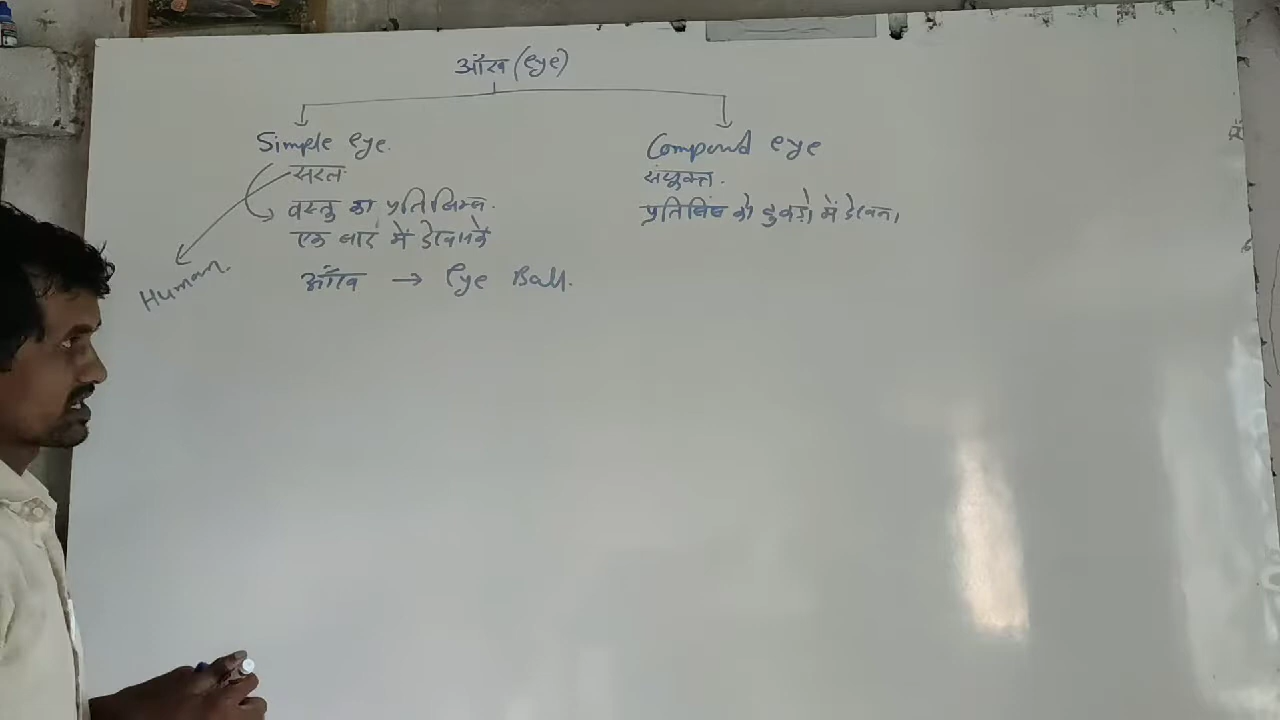 आँख (eye)
Simple eye.
सरल
वस्तु का प्रतिबिम्ब.
एक बार में देखना
Human.
आँख → Eye Ball.
Compound eye
संयुक्त.
प्रतिबिंब को टुकड़ो में देखना